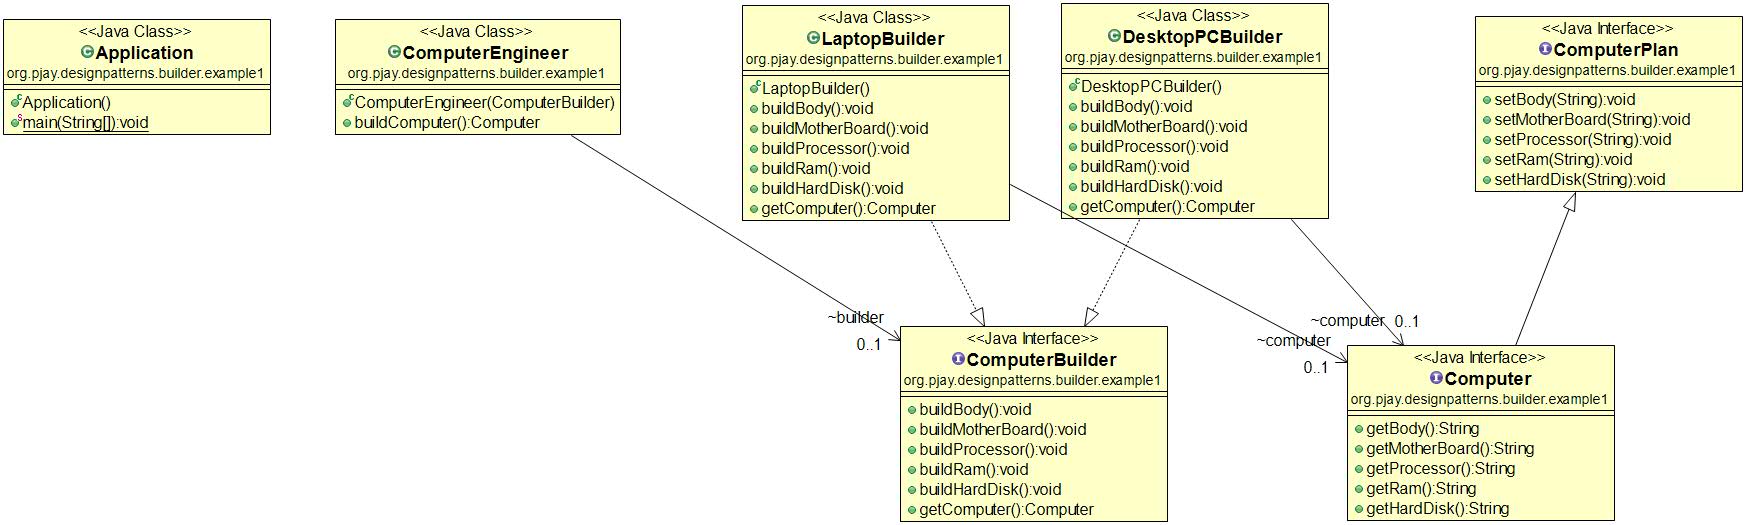 <<Java Class>>
Application
org.pjay.designpatterns.builder.example1
Application()
main(String[]):void
<<Java Class>>
ComputerEngineer
org.pjay.designpatterns.builder.example1
ComputerEngineer(ComputerBuilder)
buildComputer():Computer
<<Java Class>>
LaptopBuilder
org.pjay.designpatterns.builder.example1
LaptopBuilder()
buildBody():void
buildMotherBoard():void
buildProcessor():void
buildRam():void
buildHardDisk():void
getComputer():Computer
<<Java Class>>
DesktopPCBuilder
org.pjay.designpatterns.builder.example1
DesktopPCBuilder()
buildBody():void
buildMotherBoard():void
buildProcessor():void
buildRam():void
buildHardDisk():void
getComputer():Computer
<<Java Interface>>
ComputerPlan
org.pjay.designpatterns.builder.example1
setBody(String):void
setMotherBoard(String):void
setProcessor(String):void
setRam(String):void
setHardDisk(String):void
~builder
0..1
~computer
0..1
~computer
0..1
<<Java Interface>>
ComputerBuilder
org.pjay.designpatterns.builder.example1
buildBody():void
buildMotherBoard():void
buildProcessor():void
buildRam():void
buildHardDisk():void
getComputer():Computer
<<Java Interface>>
Computer
org.pjay.designpatterns.builder.example1
getBody():String
getMotherBoard():String
getProcessor():String
getRam():String
getHardDisk():String